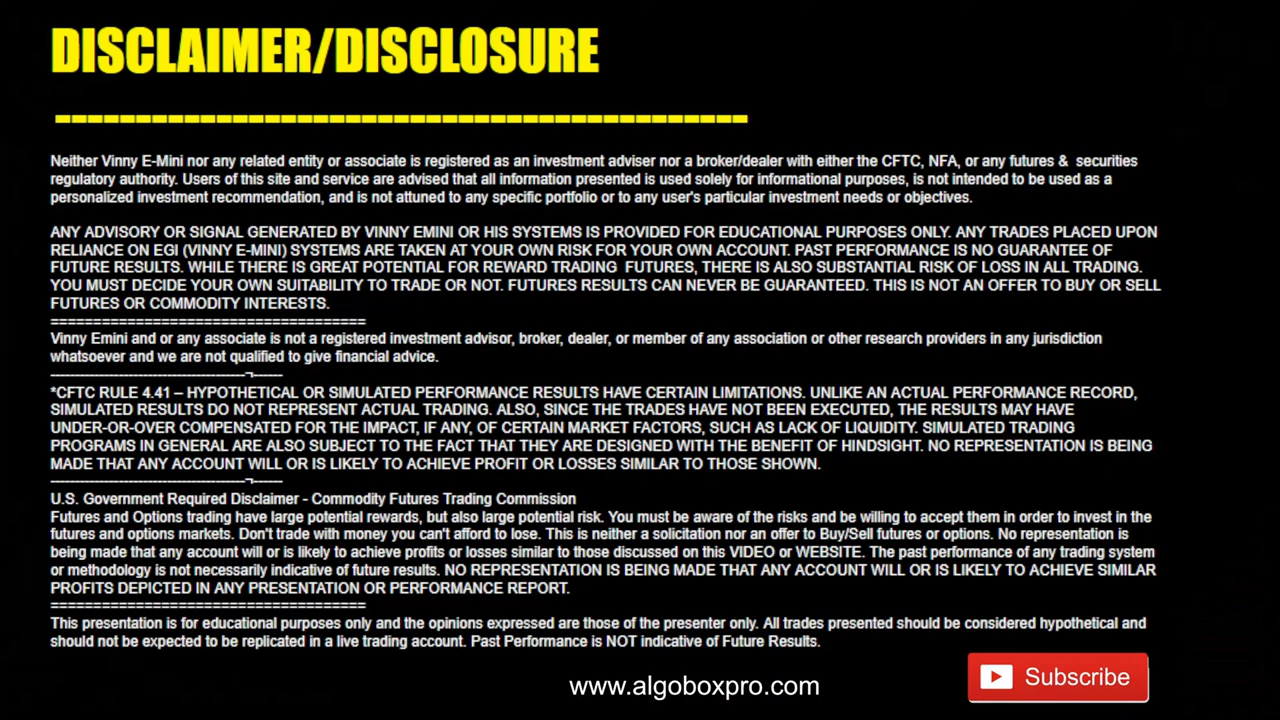 DISCLAIMER/DISCLOSURE
-------------------------------------------
Neither Vinny E-Mini nor any related entity or associate is registered as an investment adviser nor a broker/dealer with either the CFTC, NFA, or any futures & securities
regulatory authority. Users of this site and service are advised that all information presented is used solely for informational purposes, is not intended to be used as a
personalized investment recommendation, and is not attuned to any specific portfolio or to any user's particular investment needs or objectives.
ANY ADVISORY OR SIGNAL GENERATED BY VINNY EMINI OR HIS SYSTEMS IS PROVIDED FOR EDUCATIONAL PURPOSES ONLY. ANY TRADES PLACED UPON
RELIANCE ON EGI (VINNY E-MINI) SYSTEMS ARE TAKEN AT YOUR OWN RISK FOR YOUR OWN ACCOUNT. PAST PERFORMANCE IS NO GUARANTEE OF
FUTURE RESULTS. WHILE THERE IS GREAT POTENTIAL FOR REWARD TRADING FUTURES, THERE IS ALSO SUBSTANTIAL RISK OF LOSS IN ALL TRADING.
YOU MUST DECIDE YOUR OWN SUITABILITY TO TRADE OR NOT. FUTURES RESULTS CAN NEVER BE GUARANTEED. THIS IS NOT AN OFFER TO BUY OR SELL
FUTURES OR COMMODITY INTERESTS.
=====================================
Vinny Emini and or any associate is not a registered investment advisor, broker, dealer, or member of any association or other research providers in any jurisdiction
whatsoever and we are not qualified to give financial advice.
-----------------------------------------------¬------
*CFTC RULE 4.41 – HYPOTHETICAL OR SIMULATED PERFORMANCE RESULTS HAVE CERTAIN LIMITATIONS. UNLIKE AN ACTUAL PERFORMANCE RECORD,
SIMULATED RESULTS DO NOT REPRESENT ACTUAL TRADING. ALSO, SINCE THE TRADES HAVE NOT BEEN EXECUTED, THE RESULTS MAY HAVE
UNDER-OR-OVER COMPENSATED FOR THE IMPACT, IF ANY, OF CERTAIN MARKET FACTORS, SUCH AS LACK OF LIQUIDITY. SIMULATED TRADING
PROGRAMS IN GENERAL ARE ALSO SUBJECT TO THE FACT THAT THEY ARE DESIGNED WITH THE BENEFIT OF HINDSIGHT. NO REPRESENTATION IS BEING
MADE THAT ANY ACCOUNT WILL OR IS LIKELY TO ACHIEVE PROFIT OR LOSSES SIMILAR TO THOSE SHOWN.
-----------------------------------------------¬------
U.S. Government Required Disclaimer - Commodity Futures Trading Commission
Futures and Options trading have large potential rewards, but also large potential risk. You must be aware of the risks and be willing to accept them in order to invest in the
futures and options markets. Don't trade with money you can't afford to lose. This is neither a solicitation nor an offer to Buy/Sell futures or options. No representation is
being made that any account will or is likely to achieve profits or losses similar to those discussed on this VIDEO or WEBSITE. The past performance of any trading system
or methodology is not necessarily indicative of future results. NO REPRESENTATION IS BEING MADE THAT ANY ACCOUNT WILL OR IS LIKELY TO ACHIEVE SIMILAR
PROFITS DEPICTED IN ANY PRESENTATION OR PERFORMANCE REPORT.
=====================================
This presentation is for educational purposes only and the opinions expressed are those of the presenter only. All trades presented should be considered hypothetical and
should not be expected to be replicated in a live trading account. Past Performance is NOT indicative of Future Results.
www.algoboxpro.com
Subscribe